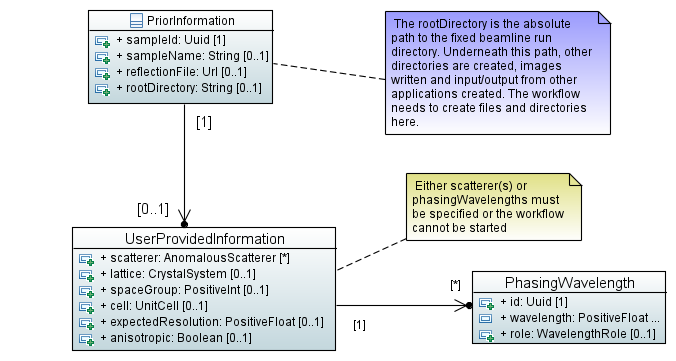 PriorInformation
+ sampleId: Uuid [1]
+ sampleName: String [0..1]
+ reflectionFile: Url [0..1]
+ rootDirectory: String [0..1]
The rootDirectory is the absolute
path to the fixed beamline run
directory. Underneath this path, other
directories are created, images
written and input/output from other
applications created. The workflow
needs to create files and directories
here.
[1]
[0..1]
Either scatterer(s) or
phasingWavelengths must
be specified or the workflow
cannot be started
UserProvidedInformation
+ scatterer: AnomalousScatterer [*]
+ lattice: CrystalSystem [0..1]
+ spaceGroup: PositiveInt [0..1]
+ cell: UnitCell [0..1]
+ expectedResolution: PositiveFloat [0..1]
+ anisotropic: Boolean [0..1]
[1]
[*]
PhasingWavelength
+ id: Uuid [1]
+ wavelength: PositiveFloat ...
+ role: WavelengthRole [0..1]